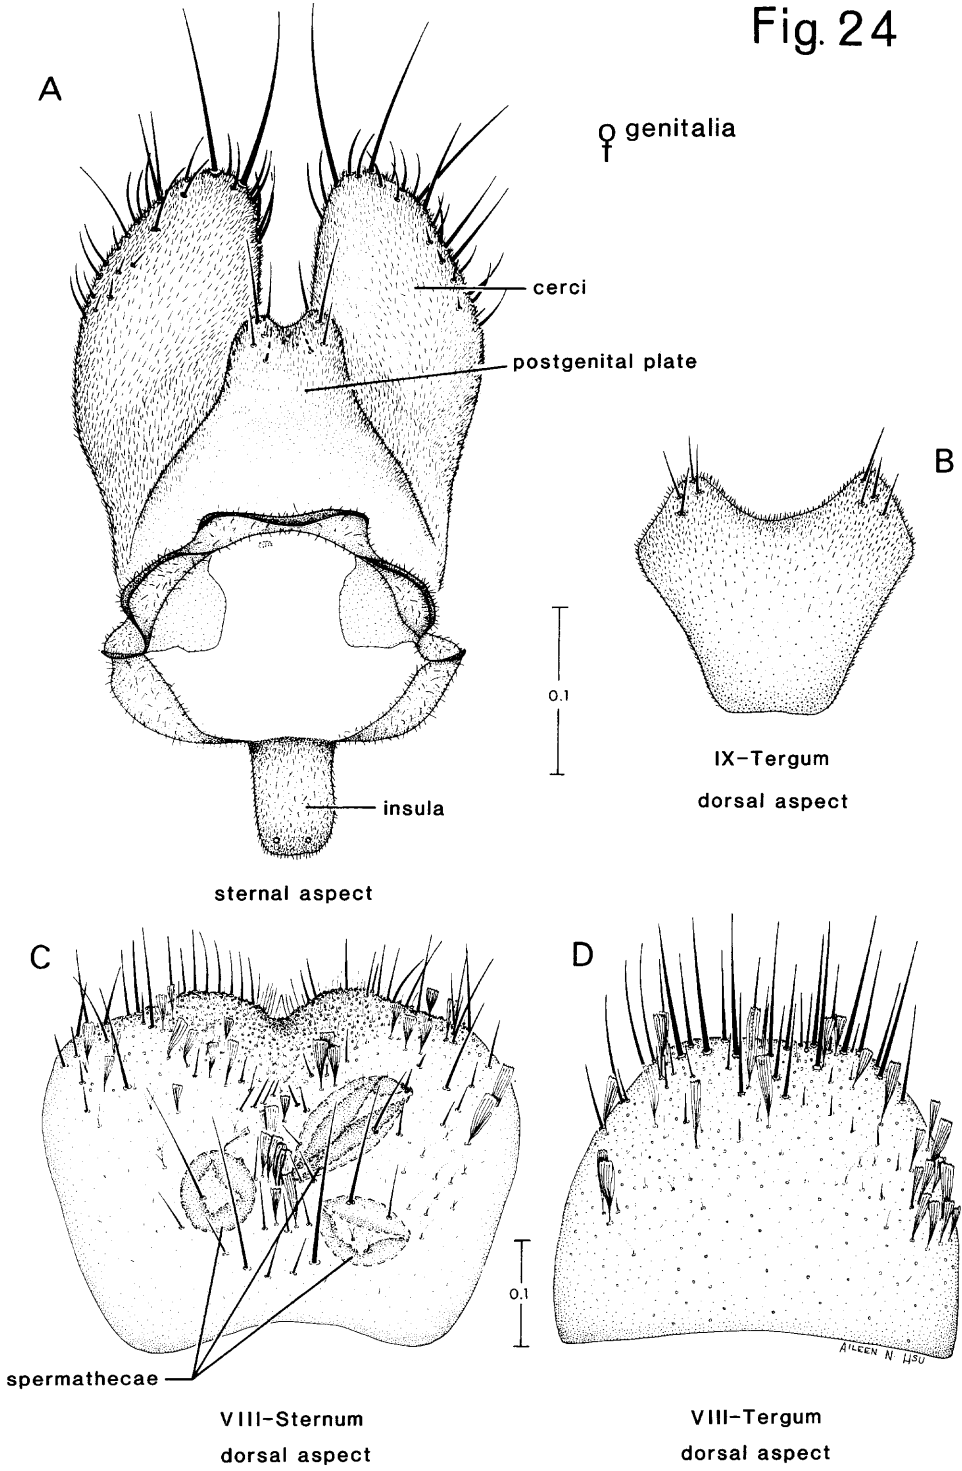 Fig. 24
A
♀ genitalia
cerci
postgenital plate
B
0.1
IX-Tergum
dorsal aspect
insula
sternal aspect
C
D
0.1
AILEEN N HSU
spermathecae
VIII-Sternum
dorsal aspect
VIII-Tergum
dorsal aspect